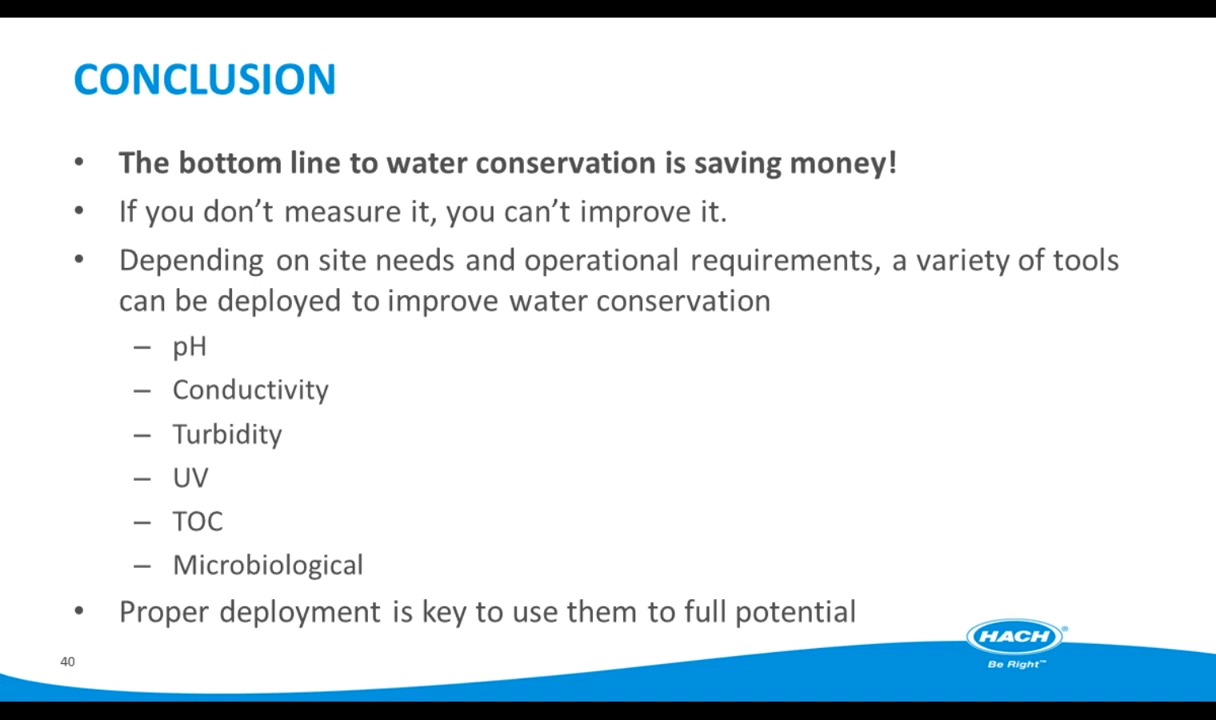 CONCLUSION
• The bottom line to water conservation is saving money!
• If you don’t measure it, you can’t improve it.
• Depending on site needs and operational requirements, a variety of tools
can be deployed to improve water conservation
– pH
– Conductivity
– Turbidity
– UV
– TOC
– Microbiological
• Proper deployment is key to use them to full potential
HACH®
Be Right™
40